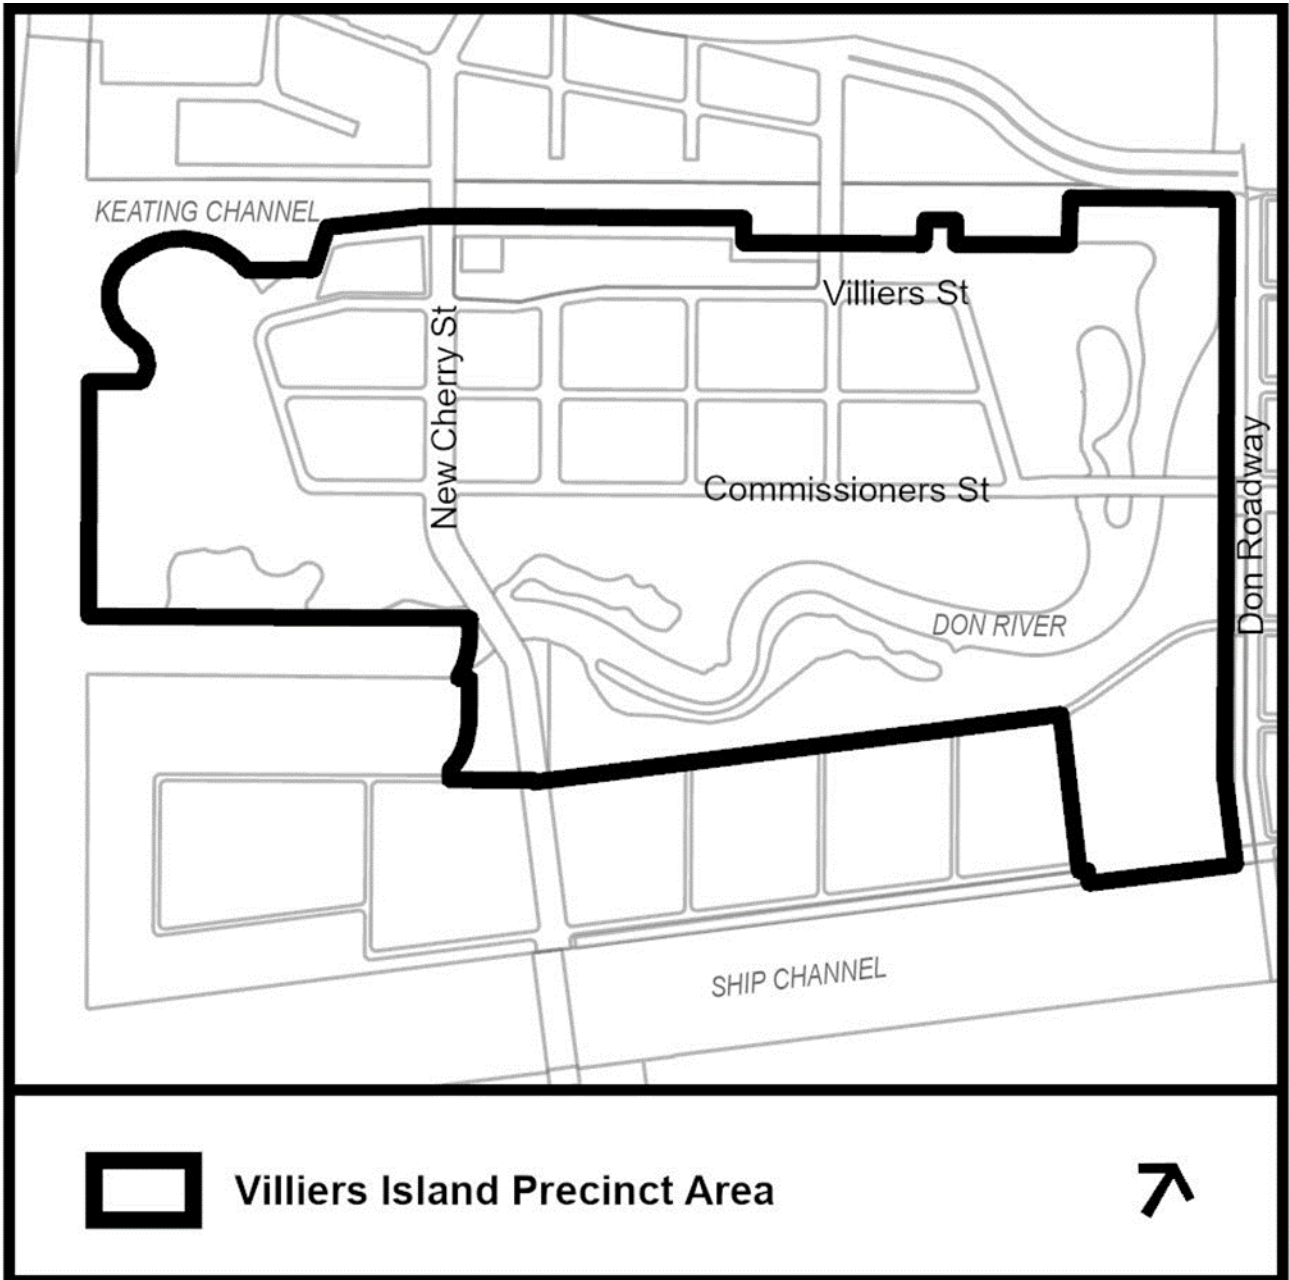 KEATING CHANNEL
Villiers St
New Cherry St
Commissioners St
Don Roadway
DON RIVER
SHIP CHANNEL
Villiers Island Precinct Area